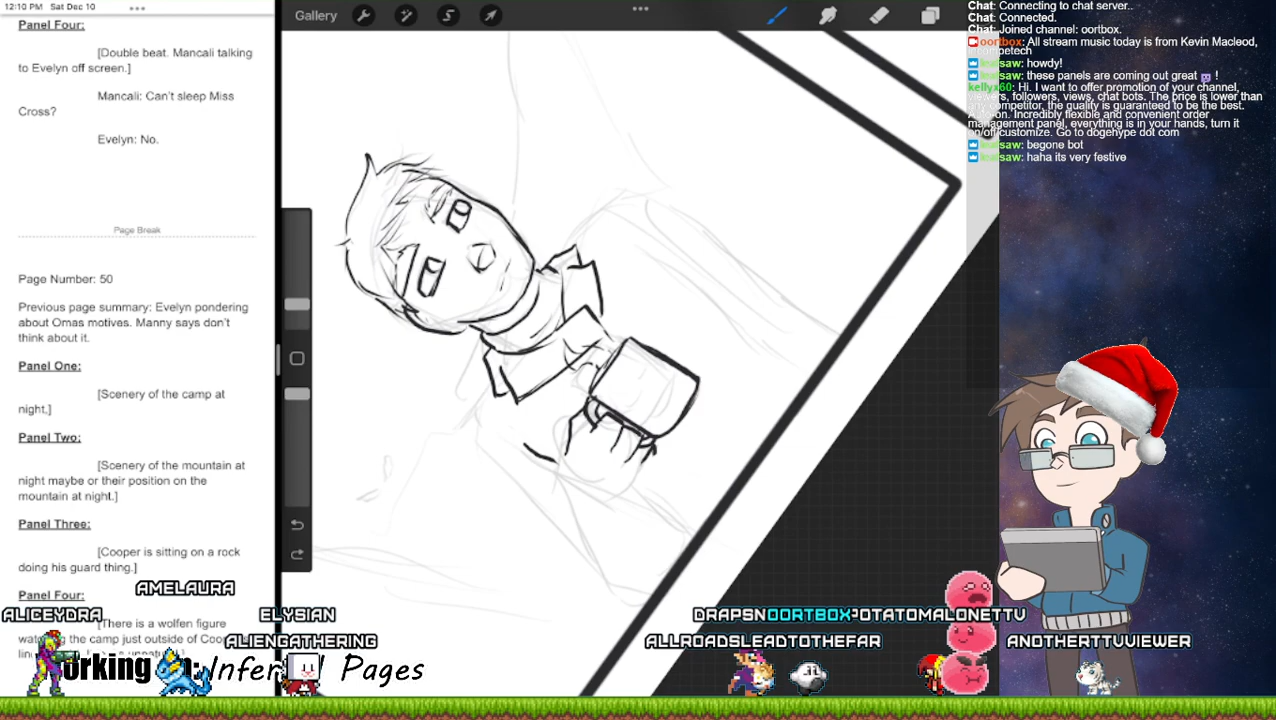 12:10 PM Sat Dec 10
Panel Four:
[Double beat. Mancali talking
to Evelyn off screen.]
Mancali: Can't sleep Miss
Cross?
Evelyn: No.
Page Break
Page Number: 50
Previous page summary: Evelyn pondering
about Omas motives. Manny says don't
think about it.
Panel One:
[Scenery of the camp at
night.]
Panel Two:
[Scenery of the mountain at
night maybe or their position on the
mountain at night.]
Panel Three:
[Cooper is sitting on a rock
doing his guard thing.]
Panel Four:
[There is a wolfen figure
the camp just outside of
Gallery
Chat: Connecting to chat server..
Chat: Connected.
Chat: Joined channel: oortbox.
oortbox: All stream music today is from Kevin Macleod,
howdy!
these panels are coming out great !
kellyx60: Hi. I want to offer promotion of your channel,
viewers, followers, views, chat bots. The price is lower than
any competitor, the quality is guaranteed to be the best.
Incredibly flexible and convenient order
management panel, everything is in your hands, turn it
on/off/customize. Go to dogehype dot com
begone bot
haha its very festive
AMELAURA
ALICEYDRA
ELYSIAN
ALIENGATHERING
DRAPSN
OORTBOX
OTATOMALONETTV
ALLROADSLEADTOTHEFAR
ANOTHERTTVVIEWER
orking
Pages